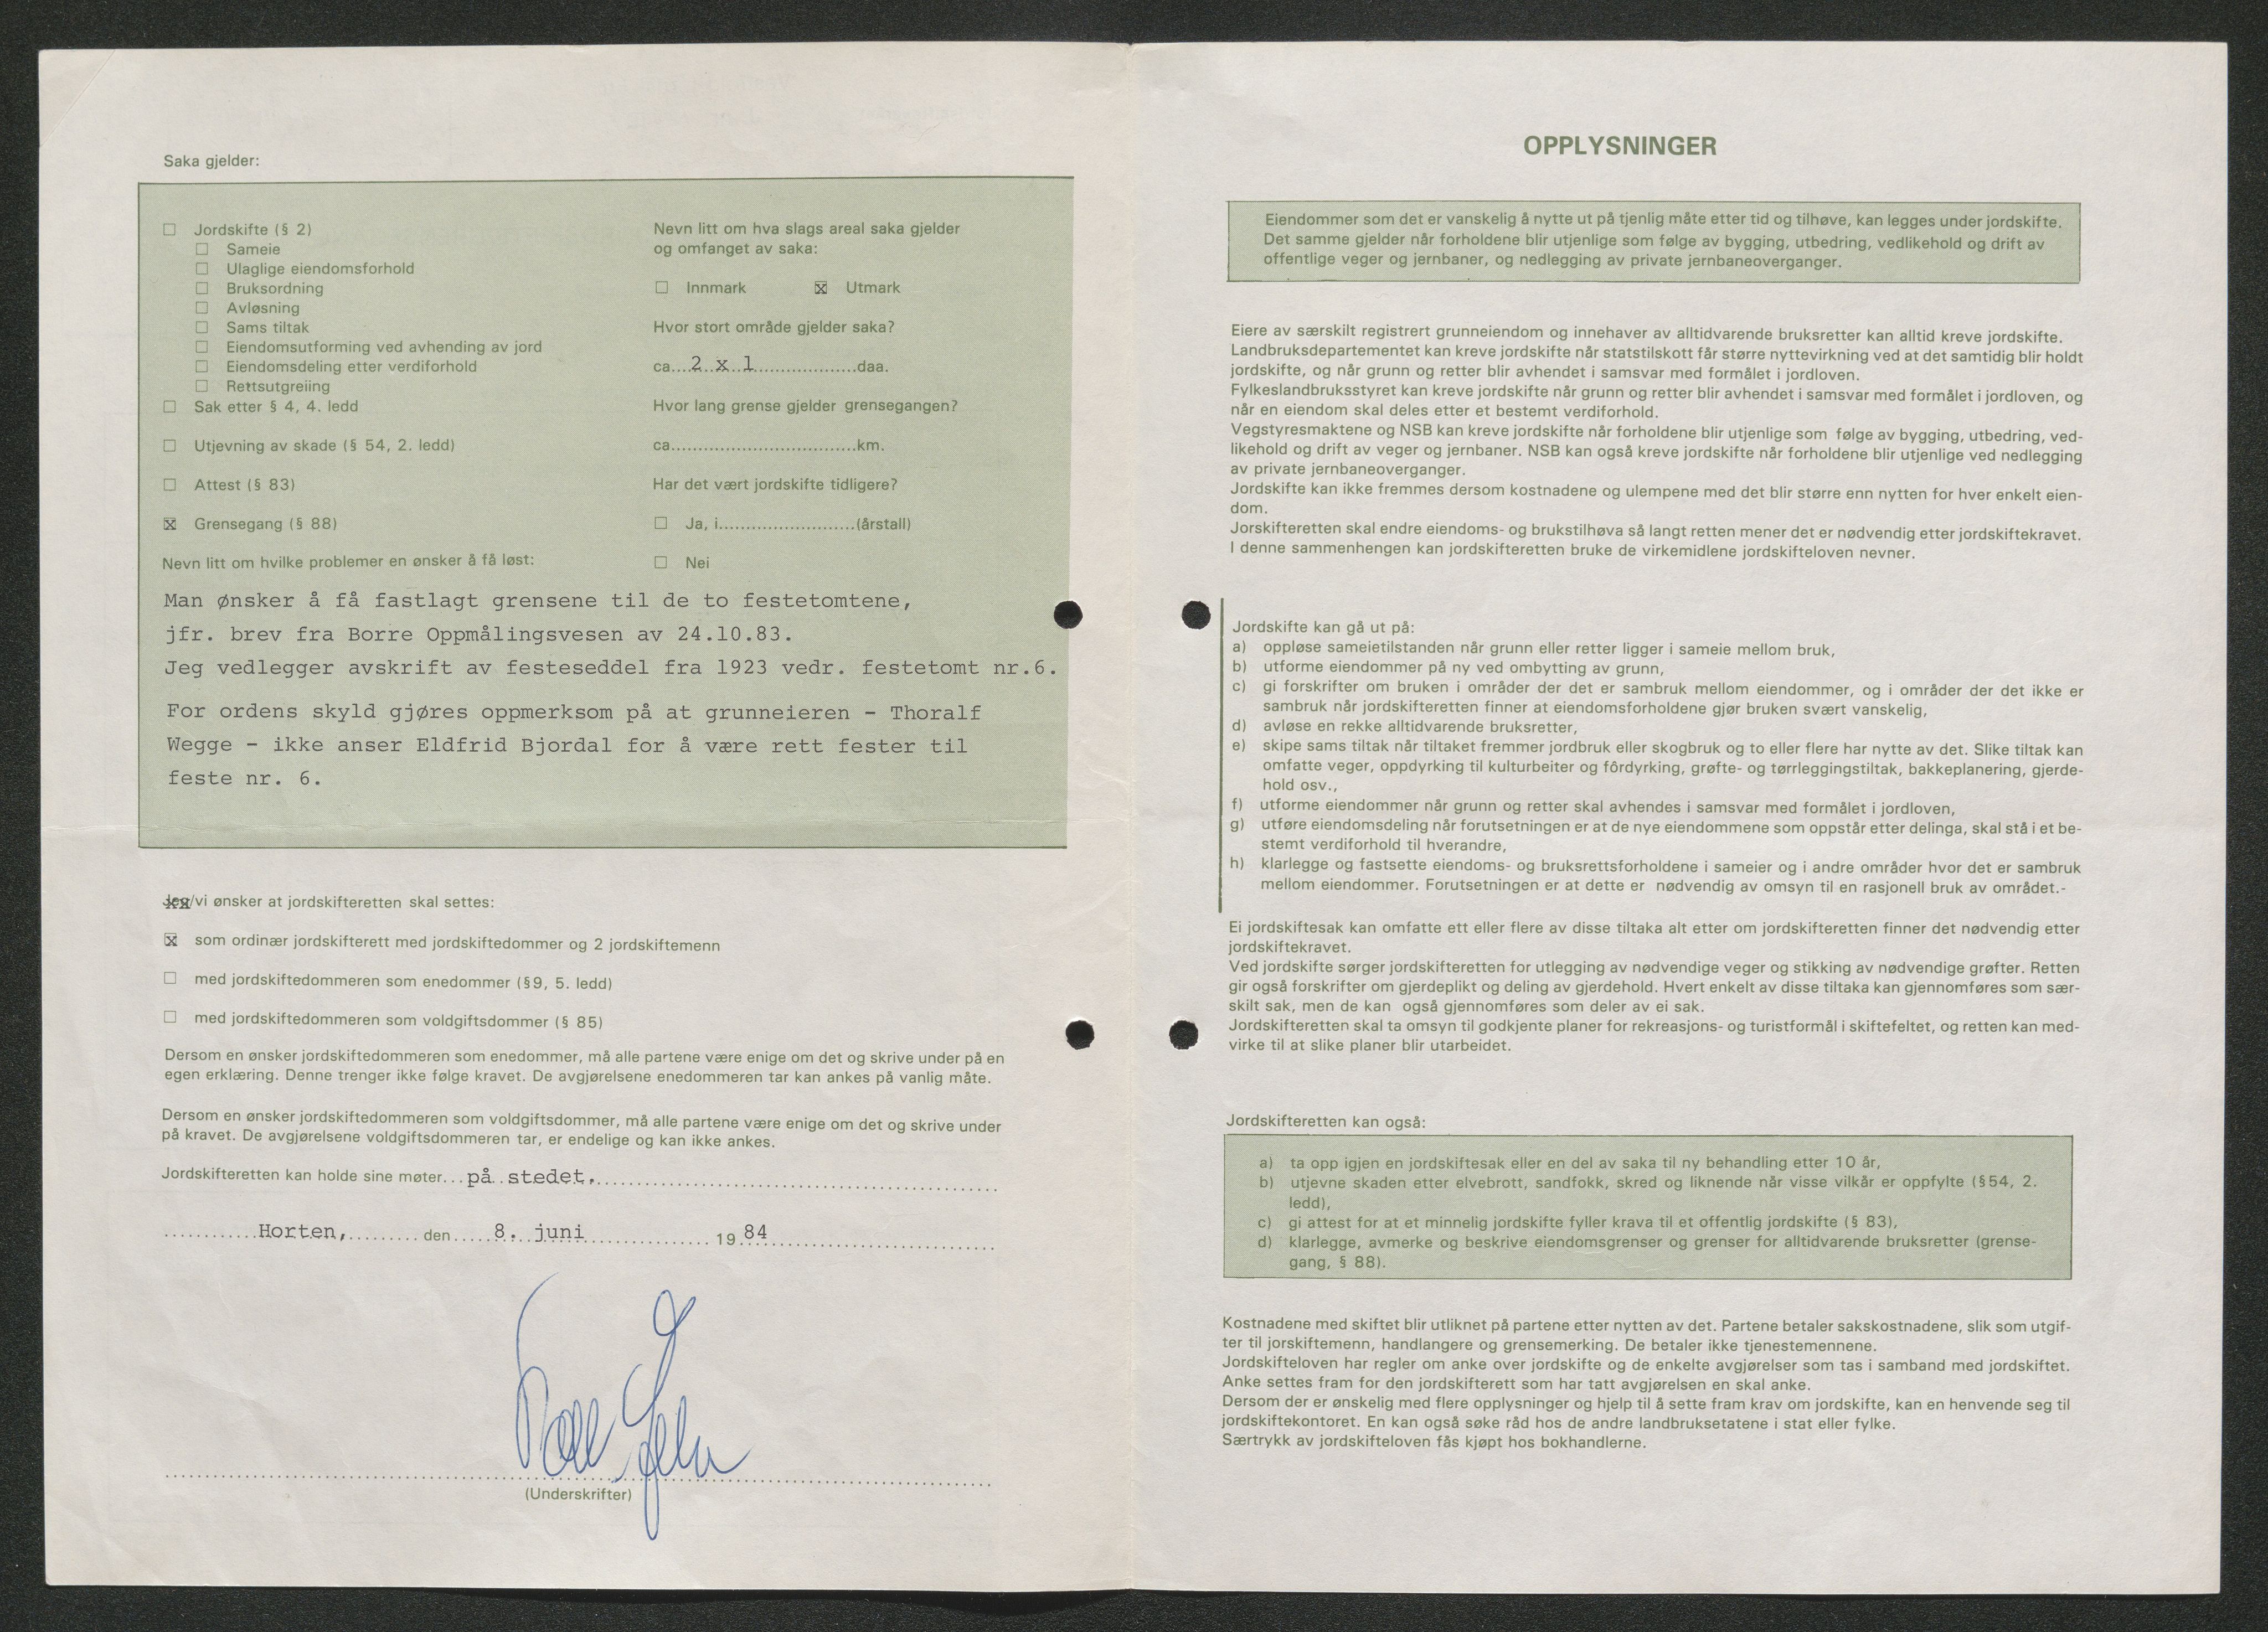 Saka gjelder:
☐ Jordskifte (§ 2)
☐ Sameie
☐ Ulaglige eiendomsforhold
☐ Bruksordning
☐ Avløsning
☐ Sams tiltak
☐ Eiendomsutforming ved avhending av jord
☐ Eiendomsdeling etter verdiforhold
☐ Rettsutgreiing
☐ Sak etter § 4, 4. ledd
☐ Utjevning av skade (§ 54, 2. ledd)
☐ Attest (§ 83)
☒ Grensegang (§ 88)
Nevn litt om hva slags areal saka gjelder
og omfanget av saka:
☐ Innmark ☒ Utmark
Hvor stort område gjelder saka?
ca....2 x 1....................daa.
Hvor lang grense gjelder grensegangen?
ca.................................km.
Har det vært jordskifte tidligere?
☐ Ja, i........................(årstall)
☐ Nei
Nevn litt om hvilke problemer en ønsker å få løst:
Man ønsker å få fastlagt grensene til de to festetomtene,
jfr. brev fra Borre Oppmålingsvesen av 24.10.83.
Jeg vedlegger avskrift av festeseddel fra 1923 vedr. festetomt nr.6.
For ordens skyld gjøres oppmerksom på at grunneieren - Thoralf
Wegge - ikke anser Eldfrid Bjordal for å være rett fester til
feste nr. 6.
Jeg/vi ønsker at jordskifteretten skal settes:
☒ som ordinær jordskifterett med jordskiftedommer og 2 jordskiftemenn
☐ med jordskiftedommeren som enedommer (§9, 5. ledd)
☐ med jordskiftedommeren som voldgiftsdommer (§ 85)
Dersom en ønsker jordskiftedommeren som enedommer, må alle partene være enige om det og skrive under på en
egen erklæring. Denne trenger ikke følge kravet. De avgjørelsene enedommeren tar kan ankes på vanlig måte.
Dersom en ønsker jordskiftedommeren som voldgiftsdommer, må alle partene være enige om det og skrive under
på kravet. De avgjørelsene voldgiftsdommeren tar, er endelige og kan ikke ankes.
Jordskifteretten kan holde sine møter...på stedet.
Horten, den 8. juni 19 84
(Underskrifter)
OPPLYSNINGER
Eiendommer som det er vanskelig å nytte ut på tjenlig måte etter tid og tilhøve, kan legges under jordskifte.
Det samme gjelder når forholdene blir utjenlige som følge av bygging, utbedring, vedlikehold og drift av
offentlige veger og jernbaner, og nedlegging av private jernbaneoverganger.
Eiere av særskilt registrert grunneiendom og innehaver av alltidvarende bruksretter kan alltid kreve jordskifte.
Landbruksdepartementet kan kreve jordskifte når statstilskott får større nyttevirkning ved at det samtidig blir holdt
jordskifte, og når grunn og retter blir avhendet i samsvar med formålet i jordloven.
Fylkeslandbruksstyret kan kreve jordskifte når grunn og retter blir avhendet i samsvar med formålet i jordloven, og
når en eiendom skal deles etter et bestemt verdiforhold.
Vegstyresmaktene og NSB kan kreve jordskifte når forholdene blir utjenlige som følge av bygging, utbedring, ved-
likehold og drift av veger og jernbaner. NSB kan også kreve jordskifte når forholdene blir utjenlige ved nedlegging
av private jernbaneoverganger.
Jordskifte kan ikke fremmes dersom kostnadene og ulempene med det blir større enn nytten for hver enkelt eien-
dom.
Jorskifteretten skal endre eiendoms- og brukstilhøva så langt retten mener det er nødvendig etter jordskiftekravet.
I denne sammenhengen kan jordskifteretten bruke de virkemidlene jordskifteloven nevner.
Jordskifte kan gå ut på:
a) oppløse sameietilstanden når grunn eller retter ligger i sameie mellom bruk,
b) utforme eiendommer på ny ved ombytting av grunn,
c) gi forskrifter om bruken i områder der det er sambruk mellom eiendommer, og i områder der det ikke er
sambruk når jordskifteretten finner at eiendomsforholdene gjør bruken svært vanskelig,
d) avløse en rekke alltidvarende bruksretter,
e) skipe sams tiltak når tiltaket fremmer jordbruk eller skogbruk og to eller flere har nytte av det. Slike tiltak kan
omfatte veger, oppdyrking til kulturbeiter og fôrdyrking, grøfte- og tørrleggingstiltak, bakkeplanering, gjerde-
hold osv.,
f) utforme eiendommer når grunn og retter skal avhendes i samsvar med formålet i jordloven,
g) utføre eiendomsdeling når forutsetningen er at de nye eiendommene som oppstår etter delinga, skal stå i et be-
stemt verdiforhold til hverandre,
h) klarlegge og fastsette eiendoms- og bruksrettsforholdene i sameier og i andre områder hvor det er sambruk
mellom eiendommer. Forutsetningen er at dette er nødvendig av omsyn til en rasjonell bruk av området.-
Ei jordskiftesak kan omfatte ett eller flere av disse tiltaka alt etter om jordskifteretten finner det nødvendig etter
jordskiftekravet.
Ved jordskifte sørger jordskifteretten for utlegging av nødvendige veger og stikking av nødvendige grøfter. Retten
gir også forskrifter om gjerdeplikt og deling av gjerdehold. Hvert enkelt av disse tiltaka kan gjennomføres som sær-
skilt sak, men de kan også gjennomføres som deler av ei sak.
Jordskifteretten skal ta omsyn til godkjente planer for rekreasjons- og turistformål i skiftefeltet, og retten kan med-
virke til at slike planer blir utarbeidet.
Jordskifteretten kan også:
a) ta opp igjen en jordskiftesak eller en del av saka til ny behandling etter 10 år,
b) utjevne skaden etter elvebrott, sandfokk, skred og liknende når visse vilkår er oppfylte (§54, 2.
ledd),
c) gi attest for at et minnelig jordskifte fyller krava til et offentlig jordskifte (§ 83),
d) klarlegge, avmerke og beskrive eiendomsgrenser og grenser for alltidvarende bruksretter (grense-
gang, § 88).
Kostnadene med skiftet blir utliknet på partene etter nytten av det. Partene betaler sakskostnadene, slik som utgif-
ter til jorskiftemenn, handlangere og grensemerking. De betaler ikke tjenestemennene.
Jordskifteloven har regler om anke over jordskifte og de enkelte avgjørelser som tas i samband med jordskiftet.
Anke settes fram for den jordskifterett som har tatt avgjørelsen en skal anke.
Dersom der er ønskelig med flere opplysninger og hjelp til å sette fram krav om jordskifte, kan en henvende seg til
jordskiftekontoret. En kan også søke råd hos de andre landbruksetatene i stat eller fylke.
Særtrykk av jordskifteloven fås kjøpt hos bokhandlerne.